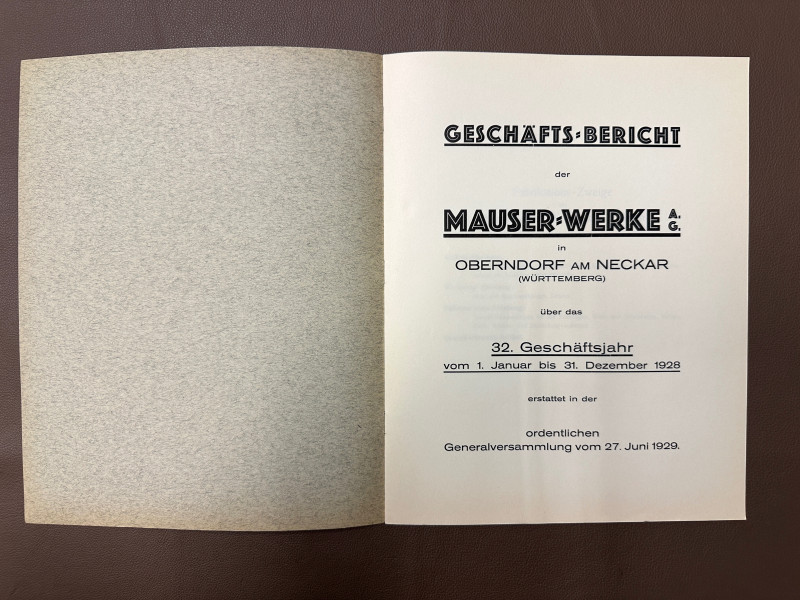 GESCHÄFTS-BERICHT
der
MAUSER-WERKE A. G.
in
OBERNDORF AM NECKAR
(WÜRTTEMBERG)
über das
32. Geschäftsjahr
vom 1. Januar bis 31. Dezember 1928
erstattet in der
ordentlichen
Generalversammlung vom 27. Juni 1929.